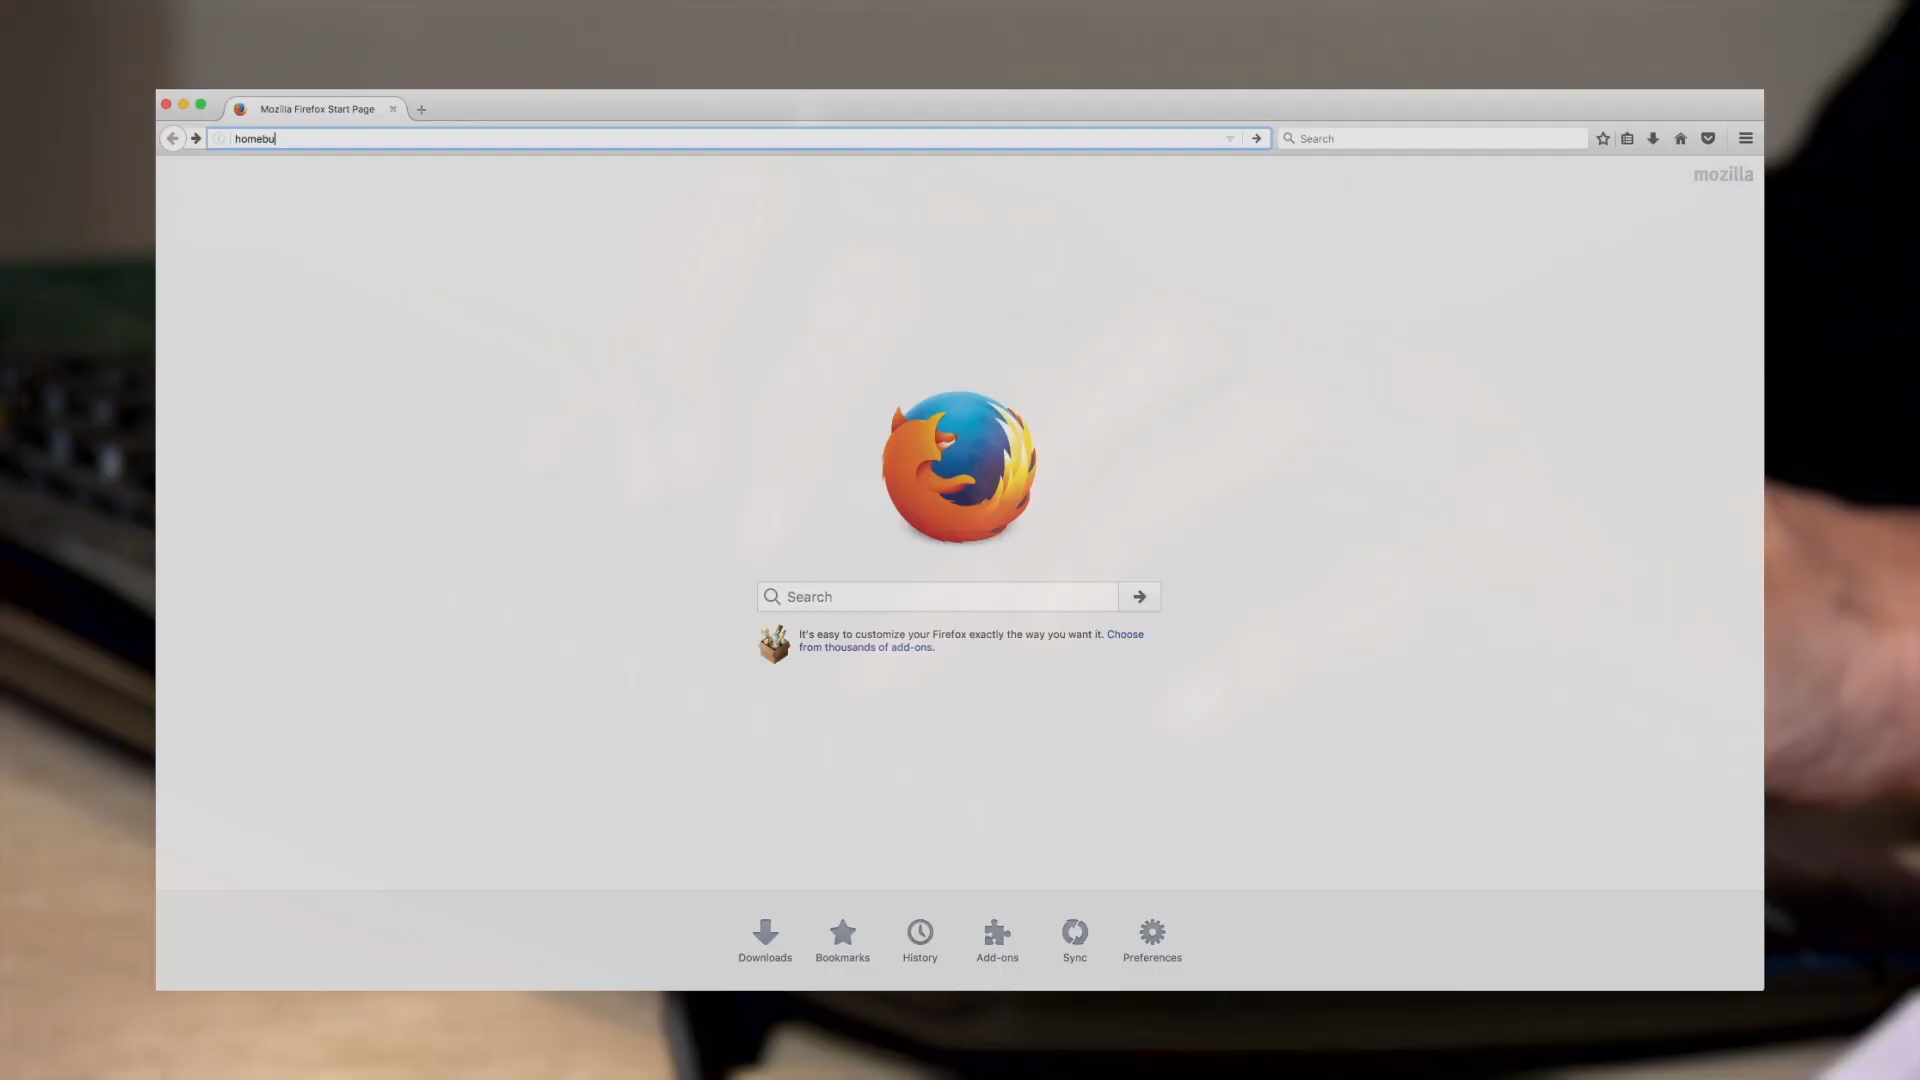 Mozilla Firefox Start Page
homebu
Search
mozilla
Search
It's easy to customize your Firefox exactly the way you want it. Choose
from thousands of add-ons.
Downloads
Bookmarks
History
Add-ons
Sync
Preferences